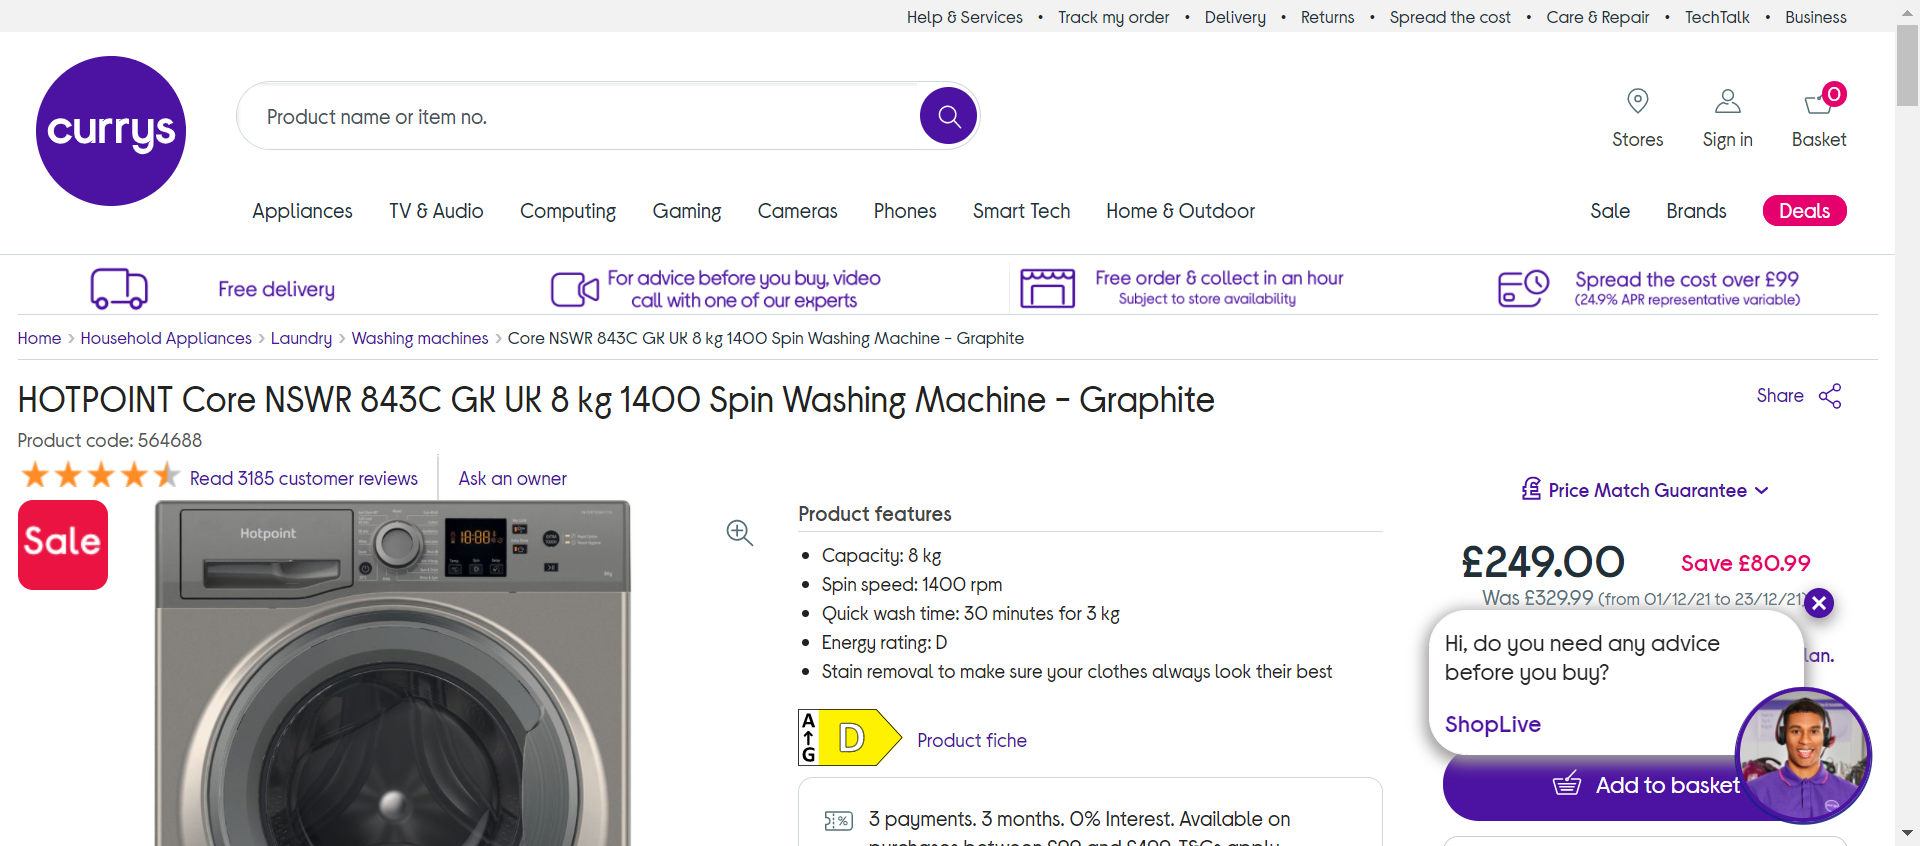 Help & Services • Track my order • Delivery • Returns • Spread the cost • Care & Repair • TechTalk • Business
currys
Product name or item no.
Stores
Sign in
0
Basket
Appliances
TV & Audio
Computing
Gaming
Cameras
Phones
Smart Tech
Home & Outdoor
Sale
Brands
Deals
Free delivery
For advice before you buy, video
call with one of our experts
Free order & collect in an hour
Subject to store availability
Spread the cost over £99
(24.9% APR representative variable)
Home › Household Appliances › Laundry › Washing machines › Core NSWR 843C GK UK 8 kg 1400 Spin Washing Machine - Graphite
HOTPOINT Core NSWR 843C GK UK 8 kg 1400 Spin Washing Machine - Graphite
Share
Product code: 564688
Read 3185 customer reviews
Ask an owner
Sale
Hotpoint
18:88
Product features
• Capacity: 8 kg
• Spin speed: 1400 rpm
• Quick wash time: 30 minutes for 3 kg
• Energy rating: D
• Stain removal to make sure your clothes always look their best
A
↑
G
D
Product fiche
3 payments. 3 months. 0% Interest. Available on
purchases between £99 and £499. T&Cs apply
Price Match Guarantee
£249.00
Save £80.99
Was £329.99 (from 01/12/21 to 23/12/21)
lan.
Hi, do you need any advice
before you buy?
ShopLive
Add to basket